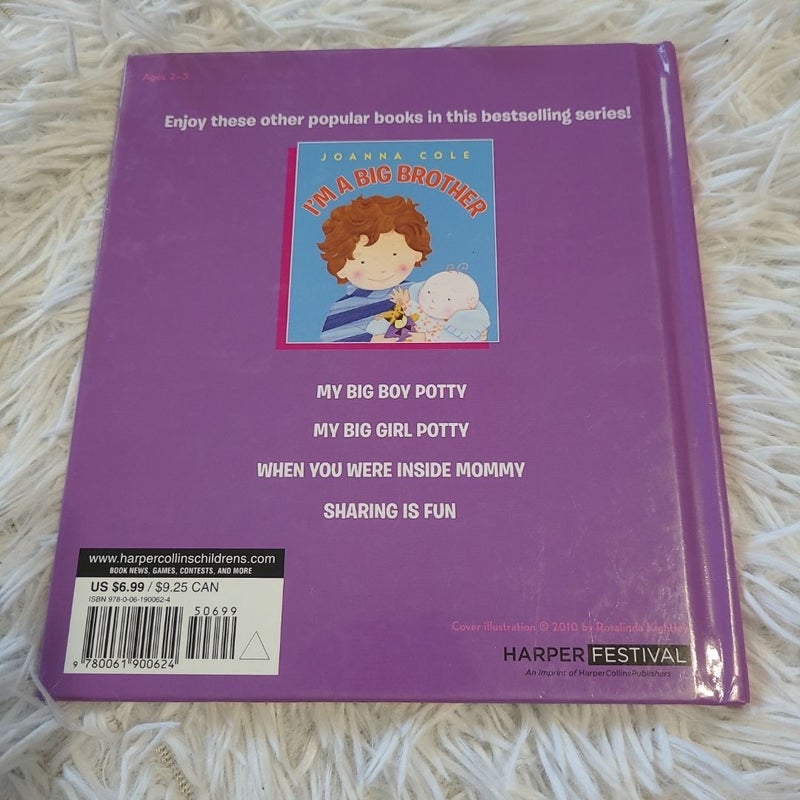 Ages 2–5
Enjoy these other popular books in this bestselling series!
JOANNA COLE
I'M A BIG BROTHER
MY BIG BOY POTTY
MY BIG GIRL POTTY
WHEN YOU WERE INSIDE MOMMY
SHARING IS FUN
www.harpercollinschildrens.com
BOOK NEWS, GAMES, CONTESTS, AND MORE
US $6.99 / $9.25 CAN
ISBN 978-0-06-190062-4
50699
9 780061 900624
Cover illustration © 2010 by Rosalinda Kightley
HARPER FESTIVAL
An Imprint of HarperCollinsPublishers